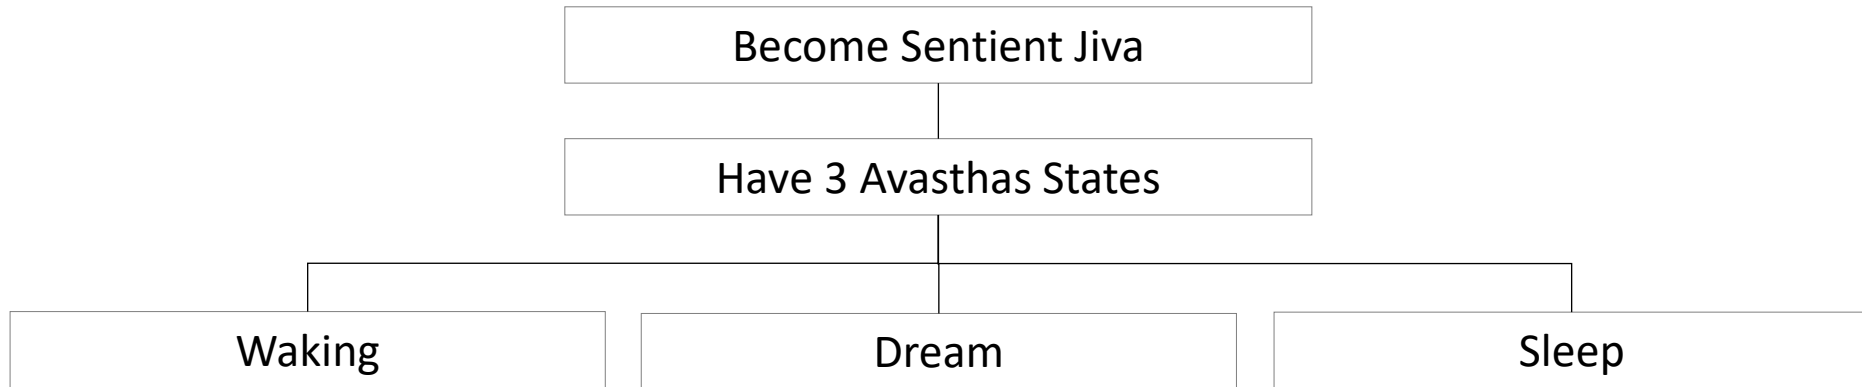 Become Sentient Jiva
Have 3 Avasthas States
Waking
Dream
Sleep